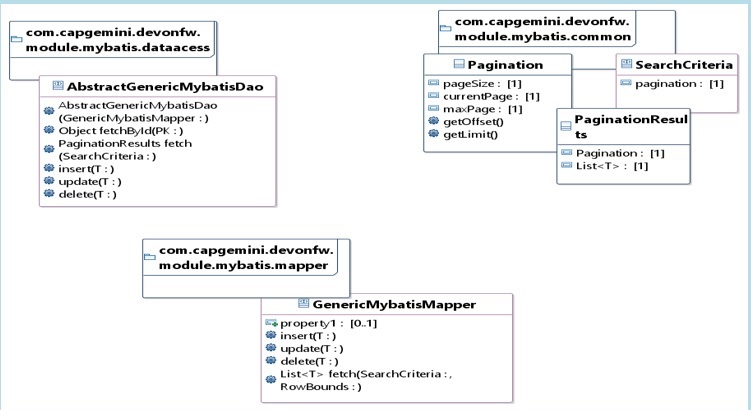 com.capgemini.devonfw.
module.mybatis.dataacess
AbstractGenericMybatisDao
AbstractGenericMybatisDao
(GenericMybatisMapper : )
Object fetchById(PK : )
PaginationResults fetch
(SearchCriteria : )
insert(T : )
update(T : )
delete(T : )
com.capgemini.devonfw.
module.mybatis.common
Pagination
pageSize : [1]
currentPage : [1]
maxPage : [1]
getOffset()
getLimit()
SearchCriteria
pagination : [1]
PaginationResul
ts
Pagination : [1]
List<T> : [1]
com.capgemini.devonfw.
module.mybatis.mapper
GenericMybatisMapper
property1 : [0..1]
insert(T : )
update(T : )
delete(T : )
List<T> fetch(SearchCriteria : ,
RowBounds : )